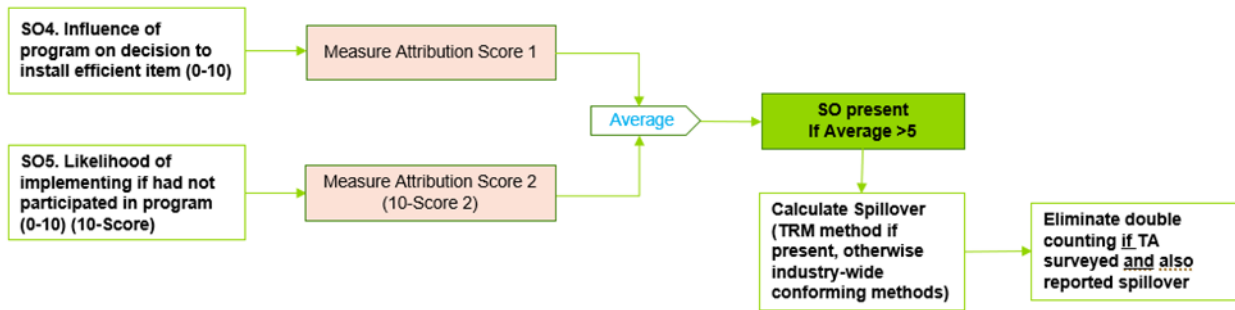 SO4. Influence of
program on decision to
install efficient item (0-10)
Measure Attribution Score 1
SO5. Likelihood of
implementing if had not
participated in program
(0-10) (10-Score)
Measure Attribution Score 2
(10-Score 2)
Average
SO present
If Average >5
Calculate Spillover
(TRM method if
present, otherwise
industry-wide
conforming methods)
Eliminate double
counting if TA
surveyed and also
reported spillover